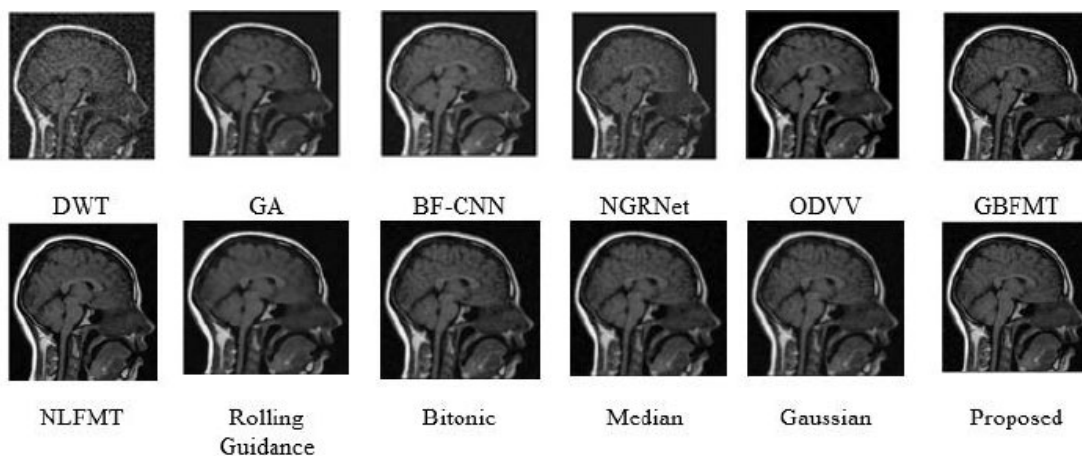 DWT
GA
BF-CNN
NGRNet
ODVV
GBFMT
NLFMT
Rolling
Guidance
Bitonic
Median
Gaussian
Proposed